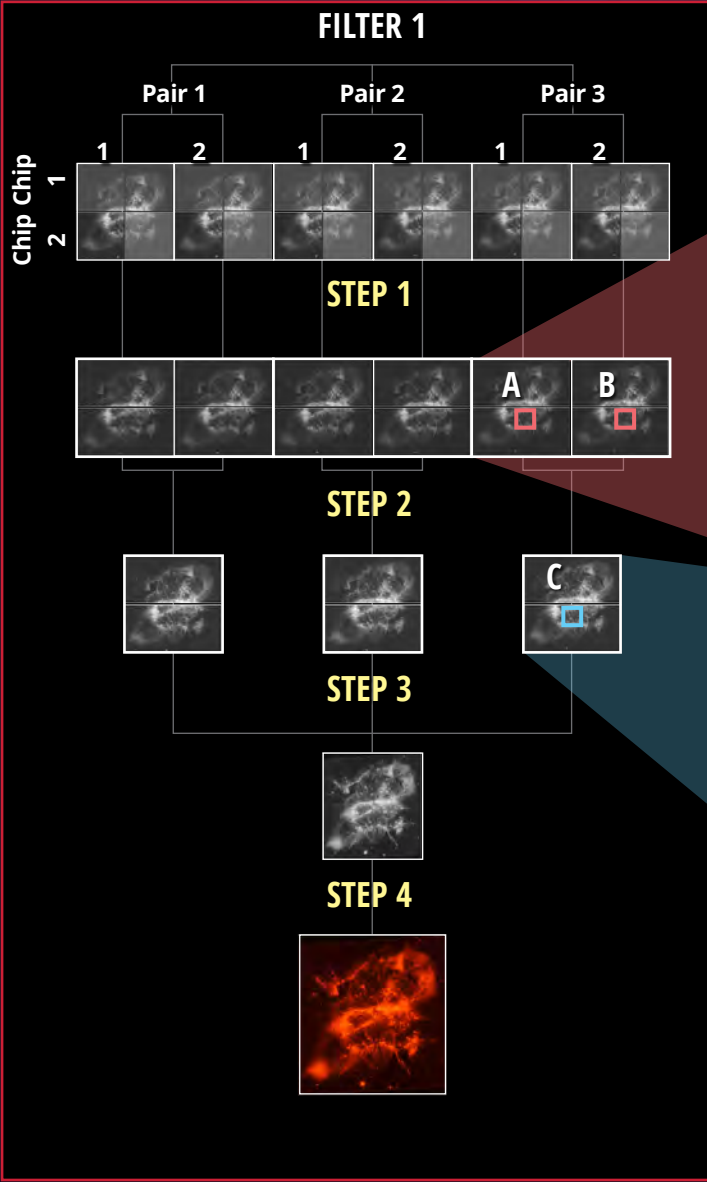 FILTER 1
Pair 1 Pair 2 Pair 3
1 2 1 2 1 2
Chip 1
Chip 2
STEP 1
A B
STEP 2
C
STEP 3
STEP 4